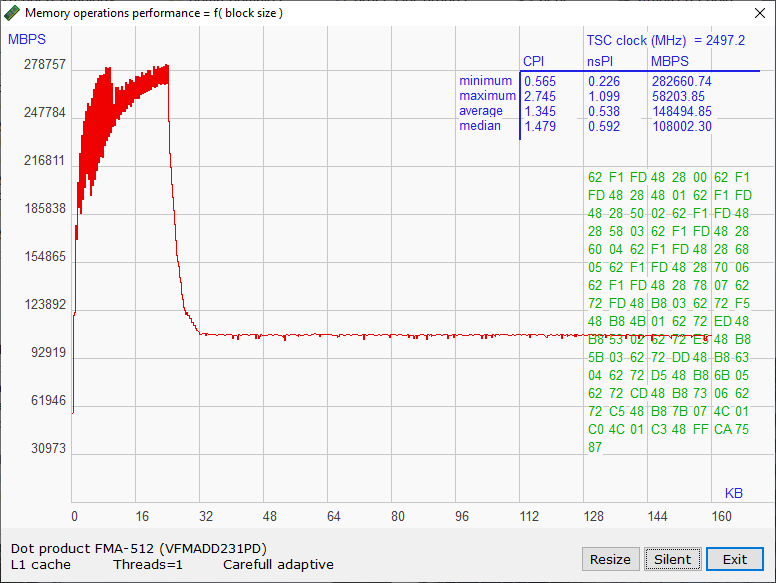 Memory operations performance = f( block size )
MBPS
TSC clock (MHz) = 2497.2
CPI nsPI MBPS
minimum 0.565 0.226 282660.74
maximum 2.745 1.099 58203.85
average 1.345 0.538 148494.85
median 1.479 0.592 108002.30
278757
247784
216811
185838
154865
123892
92919
61946
30973
62 F1 FD 48 28 00 62 F1
FD 48 28 48 01 62 F1 FD
48 28 50 02 62 F1 FD 48
28 58 03 62 F1 FD 48 28
60 04 62 F1 FD 48 28 68
05 62 F1 FD 48 28 70 06
62 F1 FD 48 28 78 07 62
72 FD 48 B8 03 62 72 F5
48 B8 4B 01 62 72 ED 48
B8 53 02 62 72 E5 48 B8
5B 03 62 72 DD 48 B8 63
04 62 72 D5 48 B8 6B 05
62 72 CD 48 B8 73 06 62
72 C5 48 B8 7B 07 4C 01
C0 4C 01 C3 48 FF CA 75
87
KB
0 16 32 48 64 80 96 112 128 144 160
Dot product FMA-512 (VFMADD231PD)
L1 cache Threads=1 Carefull adaptive
Resize Silent Exit